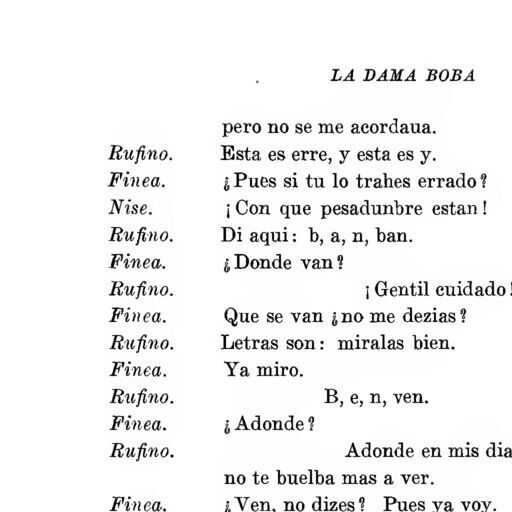 LA DAMA BOBA
pero no se me acordaua.
Rufino. Esta es erre, y esta es y.
Finea. ¿Pues si tu lo trahes errado?
Nise. ¡Con que pesadunbre estan!
Rufino. Di aqui: b, a, n, ban.
Finea. ¿Donde van?
Rufino. ¡Gentil cuidado!
Finea. Que se van ¿no me dezias?
Rufino. Letras son: miralas bien.
Finea. Ya miro.
Rufino. B, e, n, ven.
Finea. ¿Adonde?
Rufino. Adonde en mis dia
no te buelba mas a ver.
Finea. ¿Ven, no dizes? Pues ya voy.